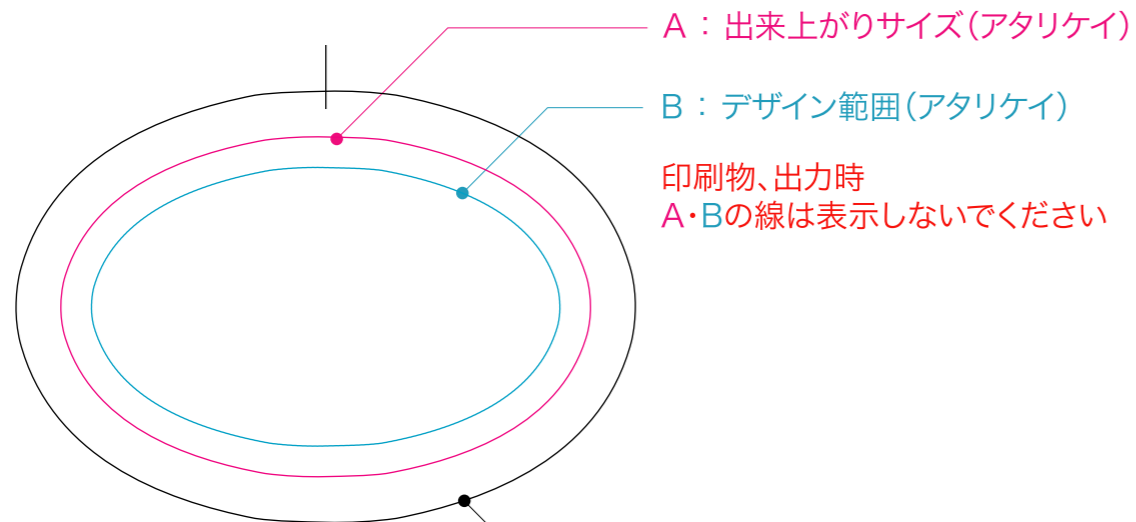 A：出来上がりサイズ（アタリケイ）
B：デザイン範囲（アタリケイ）
印刷物、出力時
A・Bの線は表示しないでください